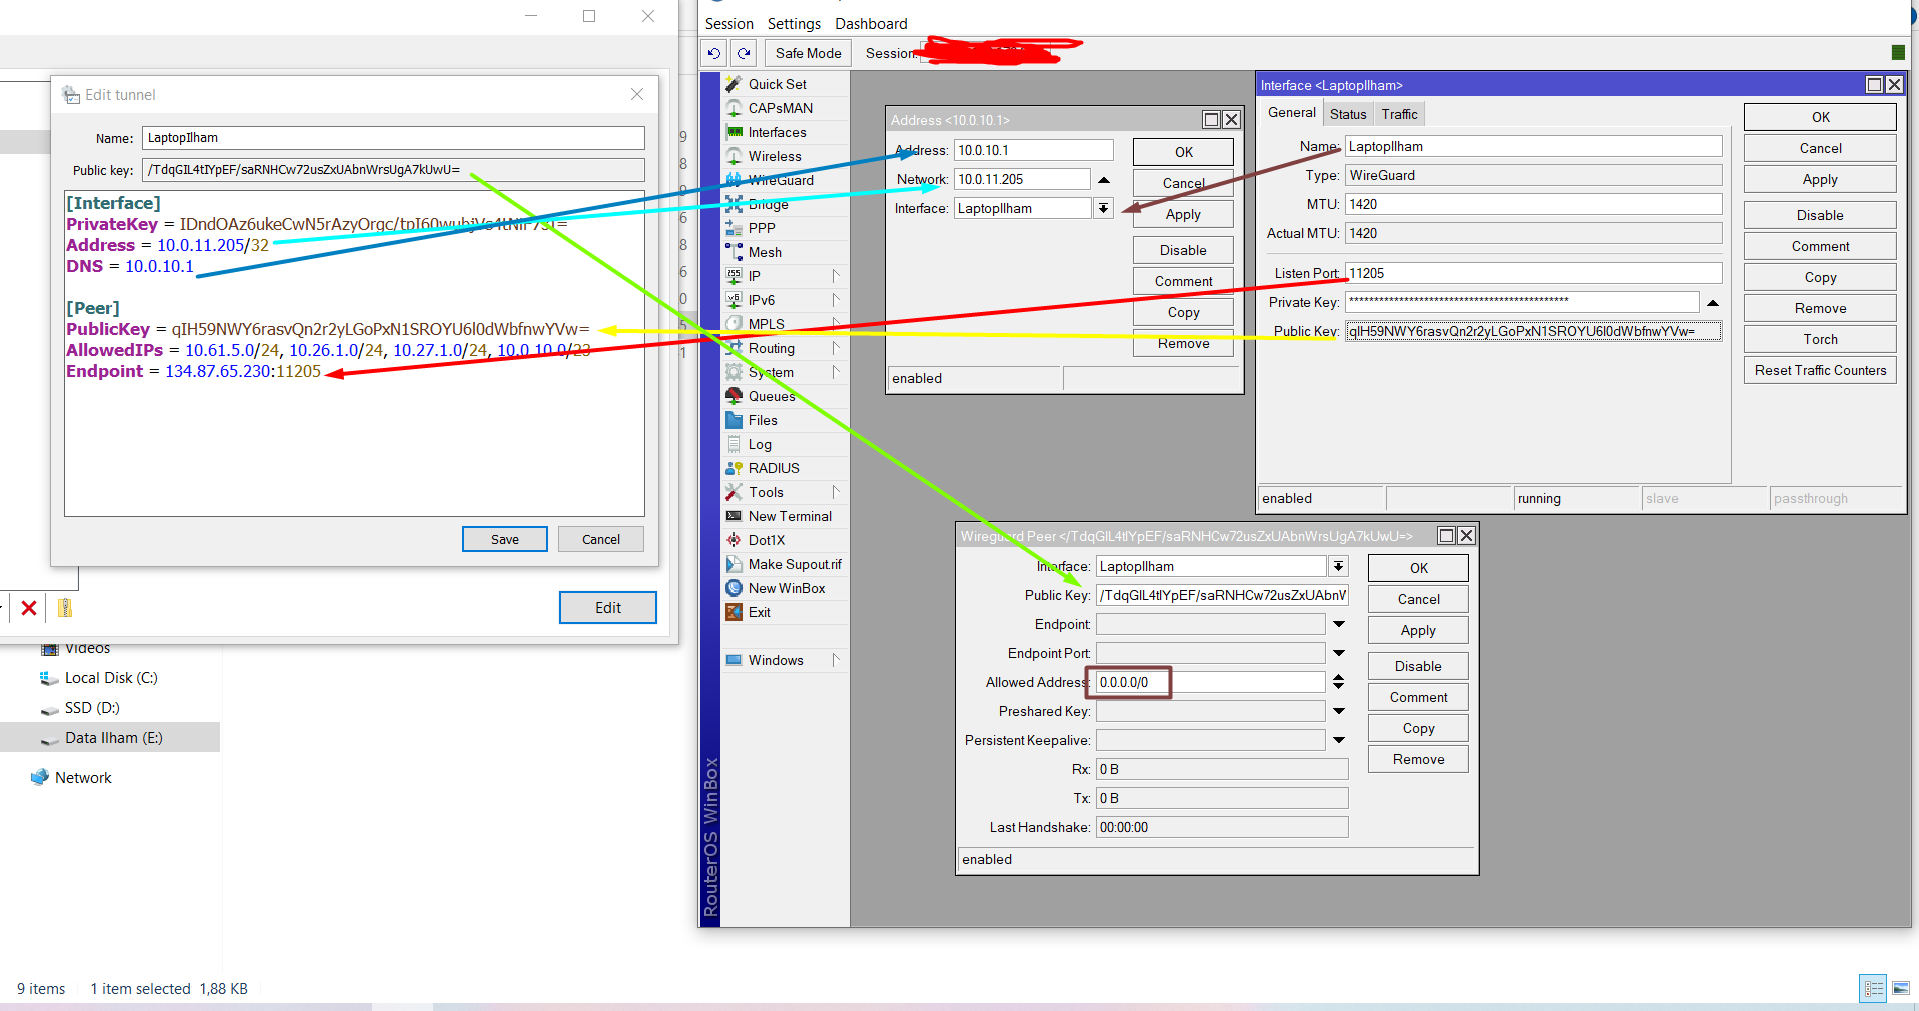 Edit tunnel
Name: LaptopIlham
Public key: /TdqGIL4tIYpEF/saRNHCw72usZxUAbnWrsUgA7kUwU=
[Interface]
PrivateKey =
Address = 10.0.11.205/32
DNS = 10.0.10.1
[Peer]
PublicKey = qIH59NWY6rasvQn2r2yLGoPxN1SROYU6l0dWbfnwYVw=
AllowedIPs = 10.61.5.0/24, 10.26.1.0/24, 10.27.1.0/24, 10.0.10.0/23
Endpoint = 134.87.65.230:11205
Save
Cancel
Edit
Videos
Local Disk (C:)
SSD (D:)
Data Ilham (E:)
Network
9 items 1 item selected 1,88 KB
Session Settings Dashboard
Safe Mode Session:
Quick Set
CAPsMAN
Interfaces
Wireless
WireGuard
Bridge
PPP
Mesh
IP
IPv6
MPLS
Routing
System
Queues
Files
Log
RADIUS
Tools
New Terminal
Dot1X
Make Supout.rif
New WinBox
Exit
Windows
RouterOS WinBox
Address <10.0.10.1>
Address: 10.0.10.1
Network: 10.0.11.205
Interface: LaptopIlham
OK
Cancel
Apply
Disable
Comment
Copy
Remove
enabled
Interface <LaptopIlham>
General Status Traffic
Name: LaptopIlham
Type: WireGuard
MTU: 1420
Actual MTU: 1420
Listen Port: 11205
Private Key: ********************************************
Public Key: qIH59NWY6rasvQn2r2yLGoPxN1SROYU6l0dWbfnwYVw=
OK
Cancel
Apply
Disable
Comment
Copy
Remove
Torch
Reset Traffic Counters
enabled running slave passthrough
Wireguard Peer </TdqGIL4tIYpEF/saRNHCw72usZxUAbnWrsUgA7kUwU=>
Interface: LaptopIlham
Public Key: /TdqGIL4tIYpEF/saRNHCw72usZxUAbnW
Endpoint:
Endpoint Port:
Allowed Address: 0.0.0.0/0
Preshared Key:
Persistent Keepalive:
Rx: 0 B
Tx: 0 B
Last Handshake: 00:00:00
OK
Cancel
Apply
Disable
Comment
Copy
Remove
enabled